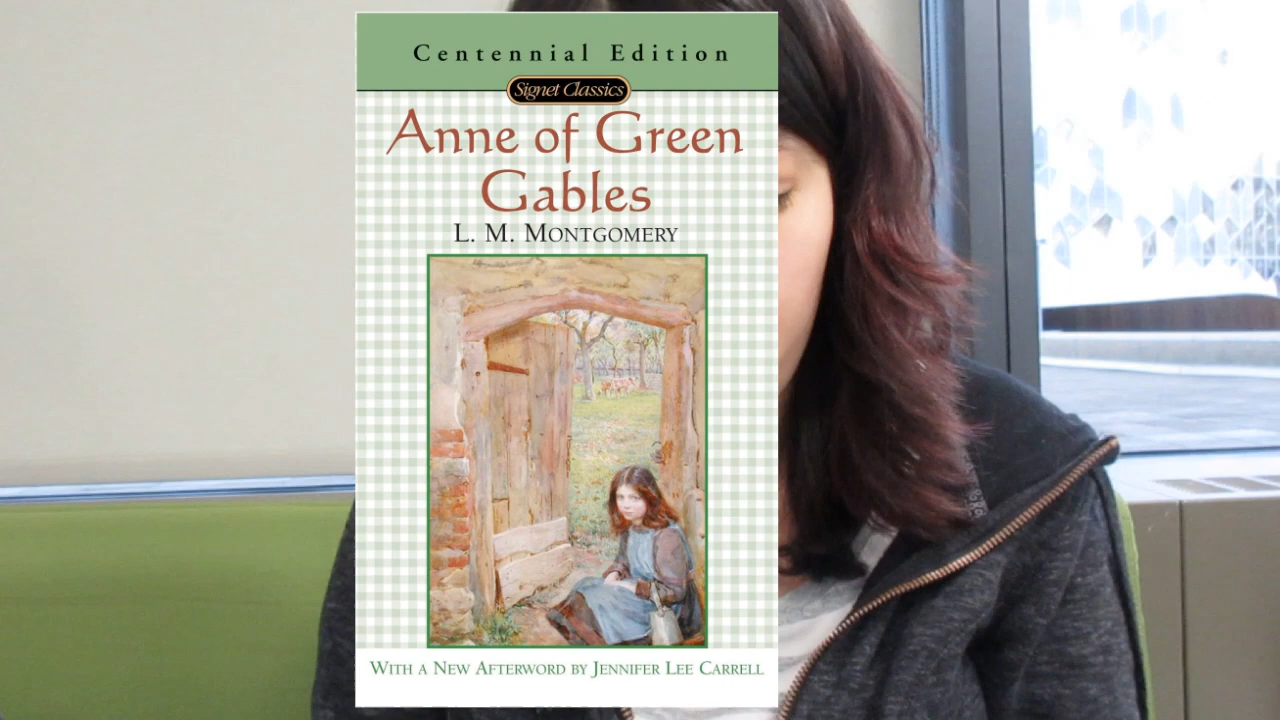 Centennial Edition
Signet Classics
Anne of Green
Gables
L. M. MONTGOMERY
WITH A NEW AFTERWORD BY JENNIFER LEE CARRELL